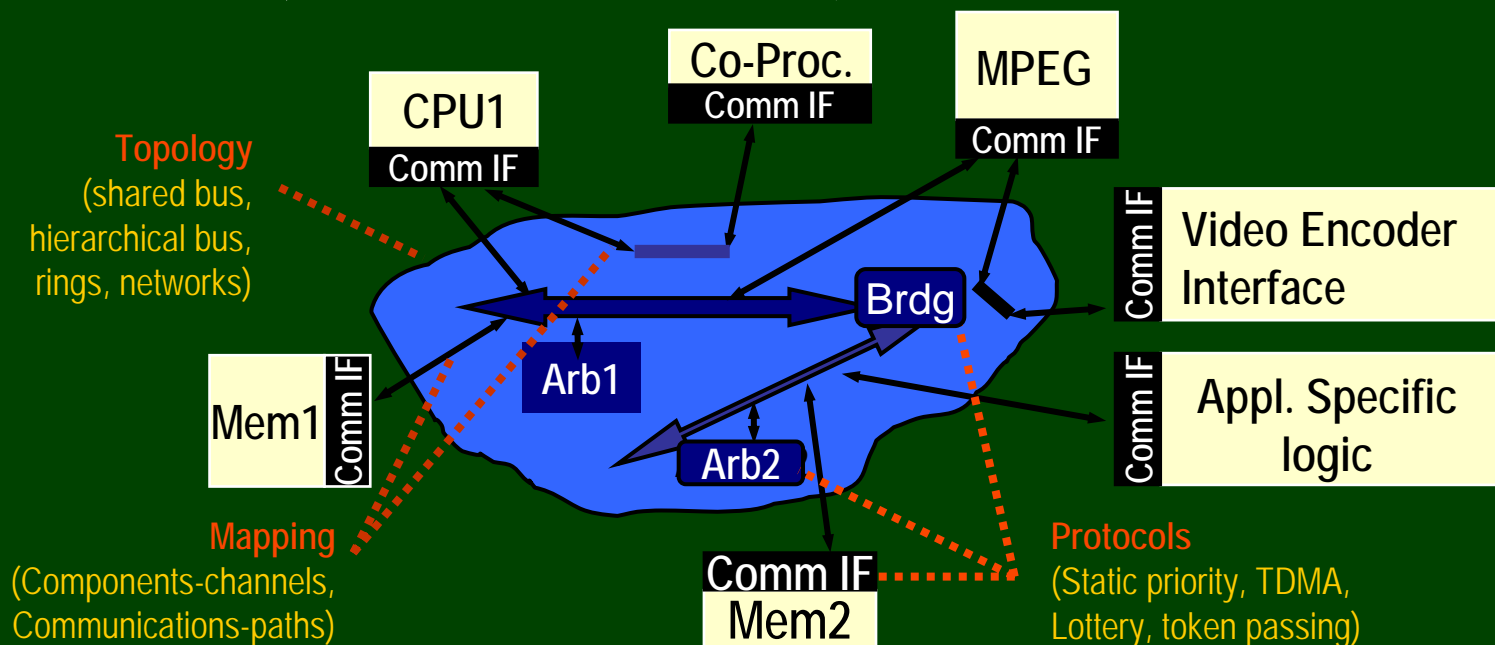 Co-Proc.
Comm IF
MPEG
Comm IF
CPU1
Comm IF
Topology
(shared bus,
hierarchical bus,
rings, networks)
Comm IF
Video Encoder
Interface
Brdg
Arb1
Mem1
Comm IF
Comm IF
Appl. Specific
logic
Arb2
Mapping
(Components-channels,
Communications-paths)
Comm IF
Mem2
Protocols
(Static priority, TDMA,
Lottery, token passing)